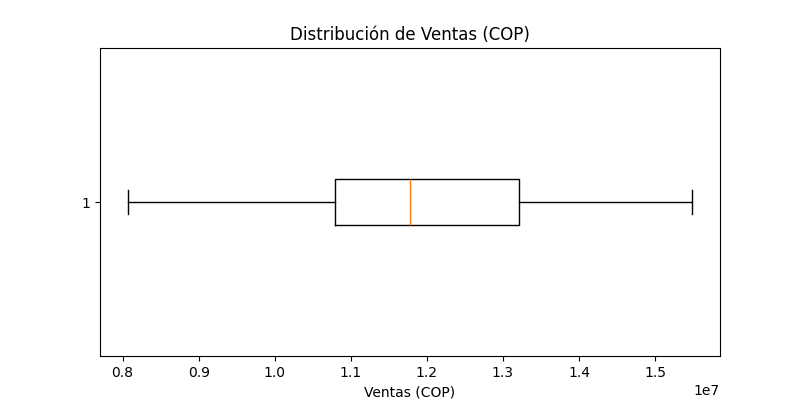 Distribución de Ventas (COP)
1
0.8 0.9 1.0 1.1 1.2 1.3 1.4 1.5
1e7
Ventas (COP)